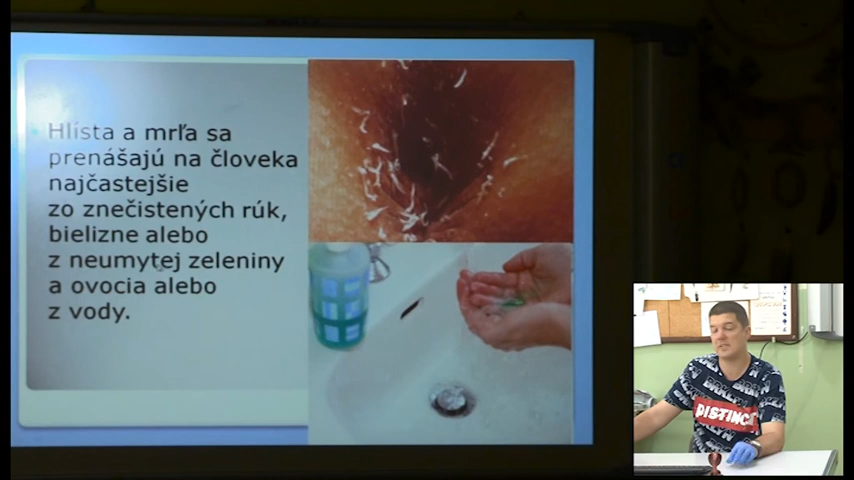 Hlísta a mrľa sa
prenášajú na človeka
najčastejšie
zo znečistených rúk,
bielizne alebo
z neumytej zeleniny
a ovocia alebo
z vody.
DISTINCT